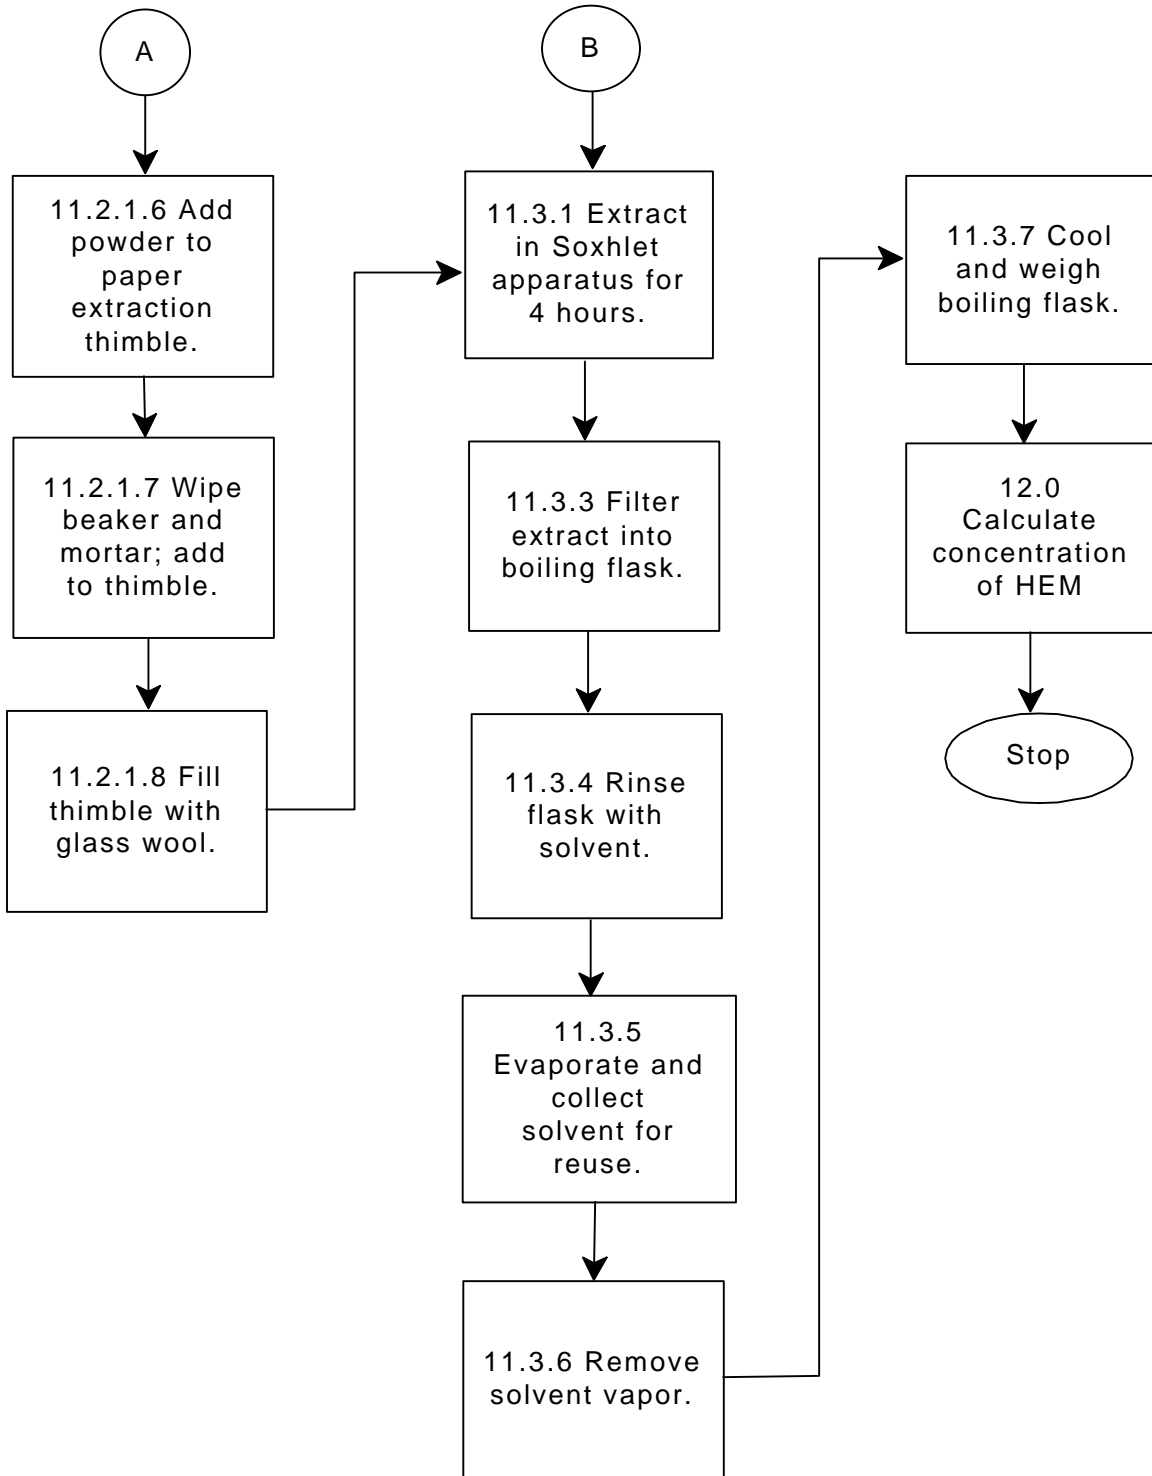 A
11.2.1.6 Add
powder to
paper
extraction
thimble.
11.2.1.7 Wipe
beaker and
mortar; add
to thimble.
11.2.1.8 Fill
thimble with
glass wool.
B
11.3.1 Extract
in Soxhlet
apparatus for
4 hours.
11.3.3 Filter
extract into
boiling flask.
11.3.4 Rinse
flask with
solvent.
11.3.5
Evaporate and
collect
solvent for
reuse.
11.3.6 Remove
solvent vapor.
11.3.7 Cool
and weigh
boiling flask.
12.0
Calculate
concentration
of HEM
Stop